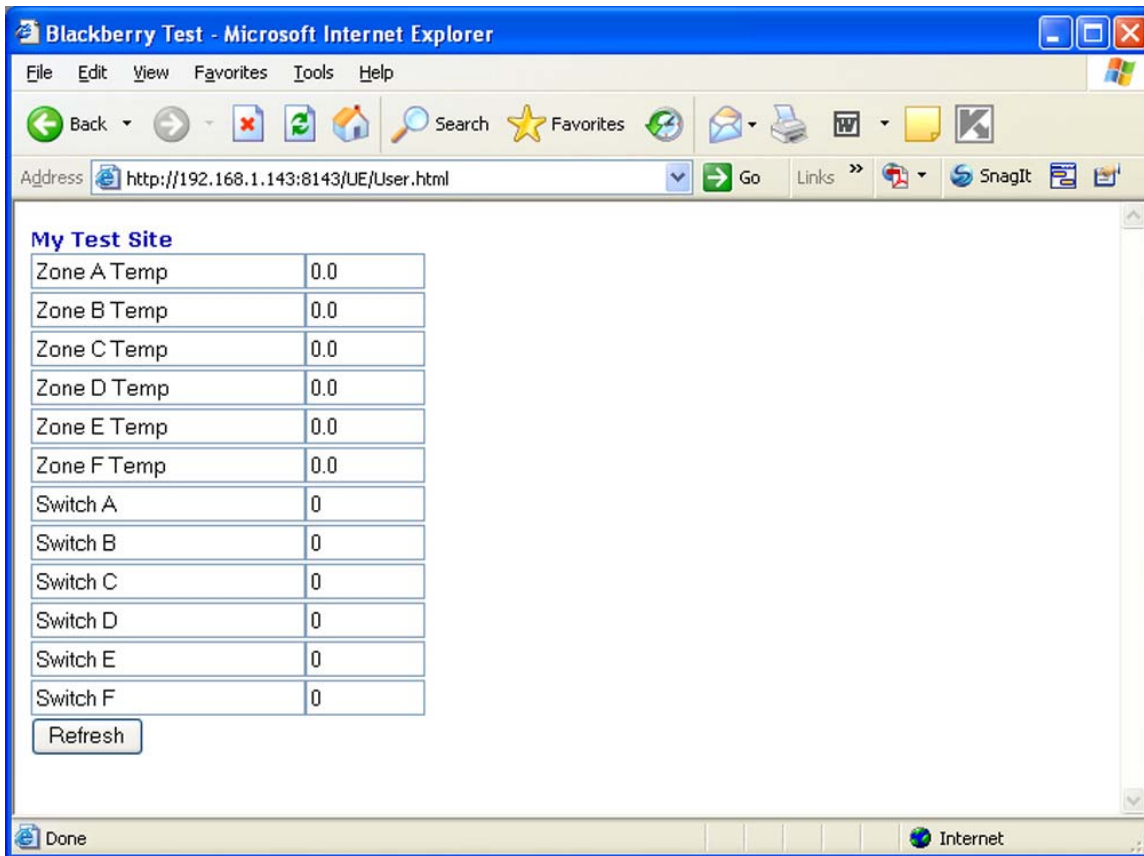 Blackberry Test - Microsoft Internet Explorer
File Edit View Favorites Tools Help
Back Search Favorites W K
Address http://192.168.1.143:8143/UE/User.html Go Links » SnagIt
My Test Site
Zone A Temp 0.0
Zone B Temp 0.0
Zone C Temp 0.0
Zone D Temp 0.0
Zone E Temp 0.0
Zone F Temp 0.0
Switch A 0
Switch B 0
Switch C 0
Switch D 0
Switch E 0
Switch F 0
Refresh
Done Internet